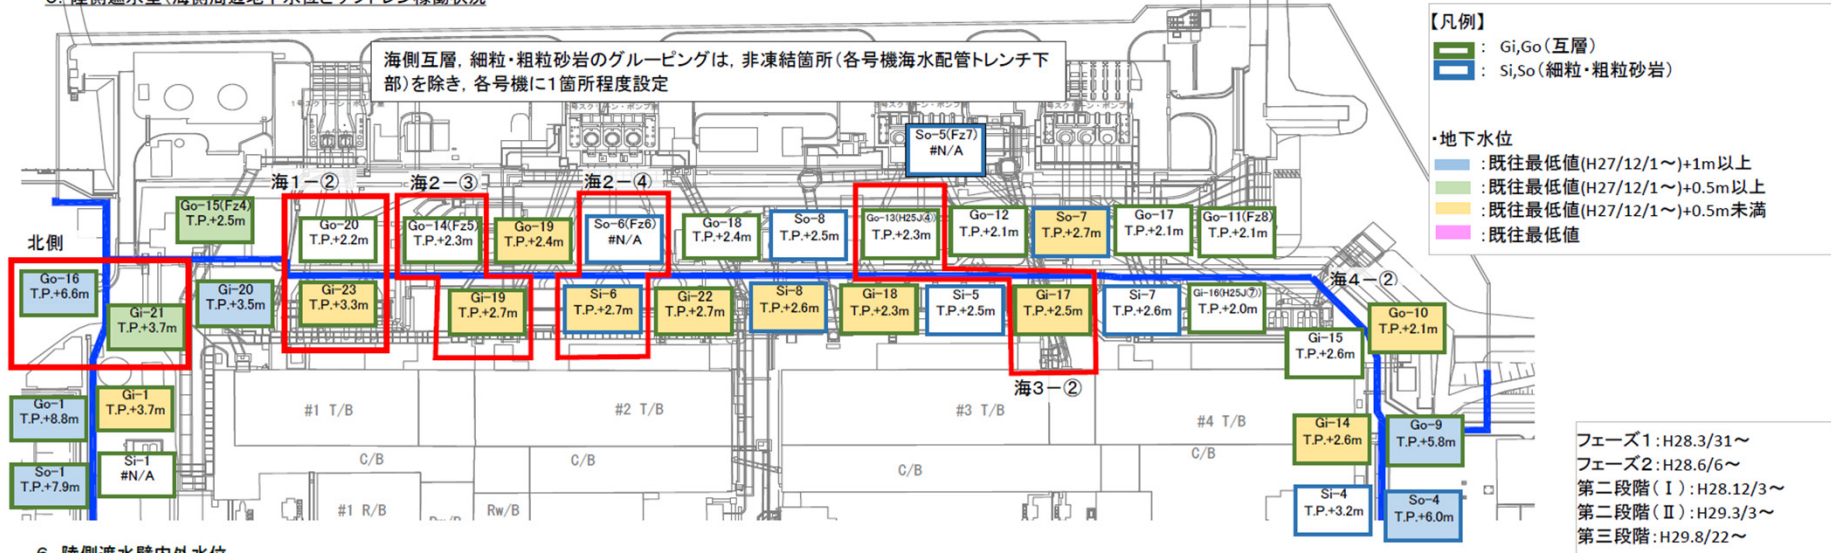 海側互層，細粒・粗粒砂岩のグルーピングは，非凍結箇所（各号機海水配管トレンチ下
部）を除き，各号機に１箇所程度設定
【凡例】
： Gi,Go（互層）
： Si,So（細粒・粗粒砂岩）
・地下水位
：既往最低値(H27/12/1～)+1m以上
：既往最低値(H27/12/1～)+0.5m以上
：既往最低値(H27/12/1～)+0.5m未満
：既往最低値
So-5(Fz7)
#N/A
海１－②
海２－③
海２－④
Go-15(Fz4)
T.P.+2.5m
Go-20
T.P.+2.2m
Go-14(Fz5)
T.P.+2.3m
Go-19
T.P.+2.4m
So-6(Fz6)
#N/A
Go-18
T.P.+2.4m
So-8
T.P.+2.5m
Go-13(H25J④)
T.P.+2.3m
Go-12
T.P.+2.1m
So-7
T.P.+2.7m
Go-17
T.P.+2.1m
Go-11(Fz8)
T.P.+2.1m
北側
Go-16
T.P.+6.6m
Gi-21
T.P.+3.7m
Gi-20
T.P.+3.5m
Gi-23
T.P.+3.3m
Gi-19
T.P.+2.7m
Si-6
T.P.+2.7m
Gi-22
T.P.+2.7m
Si-8
T.P.+2.6m
Gi-18
T.P.+2.3m
Si-5
T.P.+2.5m
Gi-17
T.P.+2.5m
Si-7
T.P.+2.6m
Gi-16(H25J⑦)
T.P.+2.0m
海４－②
Go-10
T.P.+2.1m
Gi-15
T.P.+2.6m
海３－②
Go-1
T.P.+8.8m
Gi-1
T.P.+3.7m
So-1
T.P.+7.9m
Si-1
#N/A
#1 T/B
#2 T/B
#3 T/B
#4 T/B
C/B
C/B
C/B
C/B
#1 R/B
Rw/B
Gi-14
T.P.+2.6m
Go-9
T.P.+5.8m
Si-4
T.P.+3.2m
So-4
T.P.+6.0m
フェーズ１：H28.3/31～
フェーズ２：H28.6/6～
第二段階（Ⅰ）：H28.12/3～
第二段階（Ⅱ）：H29.3/3～
第三段階：H29.8/22～